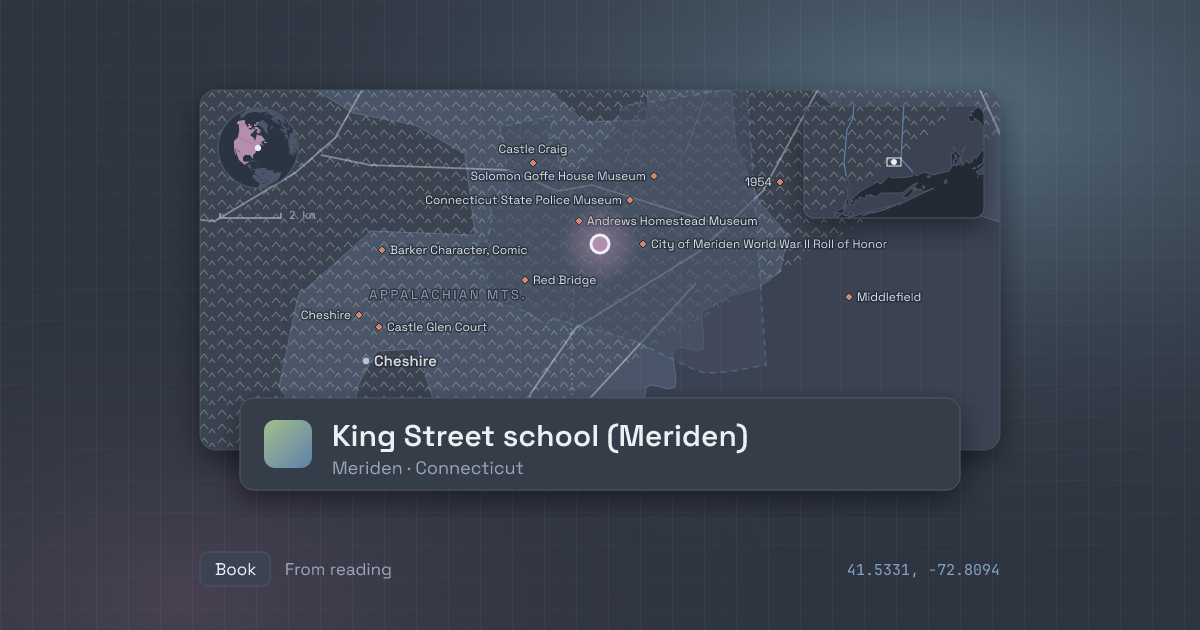 Castle Craig
Solomon Goffe House Museum
1954
Connecticut State Police Museum
2 km
Andrews Homestead Museum
City of Meriden World War II Roll of Honor
Barker Character, Comic
Red Bridge
APPALACHIAN MTS.
Middlefield
Cheshire
Castle Glen Court
Cheshire
King Street school (Meriden)
Meriden · Connecticut
Book
From reading
41.5331, -72.8094